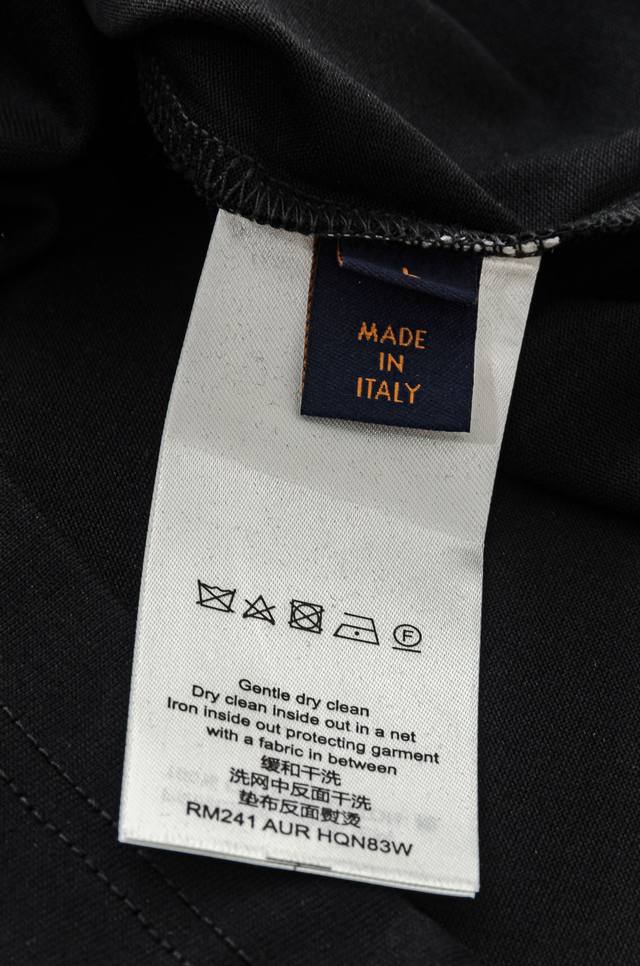 MADE
IN
ITALY
F
Gentle dry clean
Dry clean inside out in a net
Iron inside out protecting garment
with a fabric in between
缓和干洗
洗网中反面干洗
垫布反面熨烫
RM241 AUR HQN83W